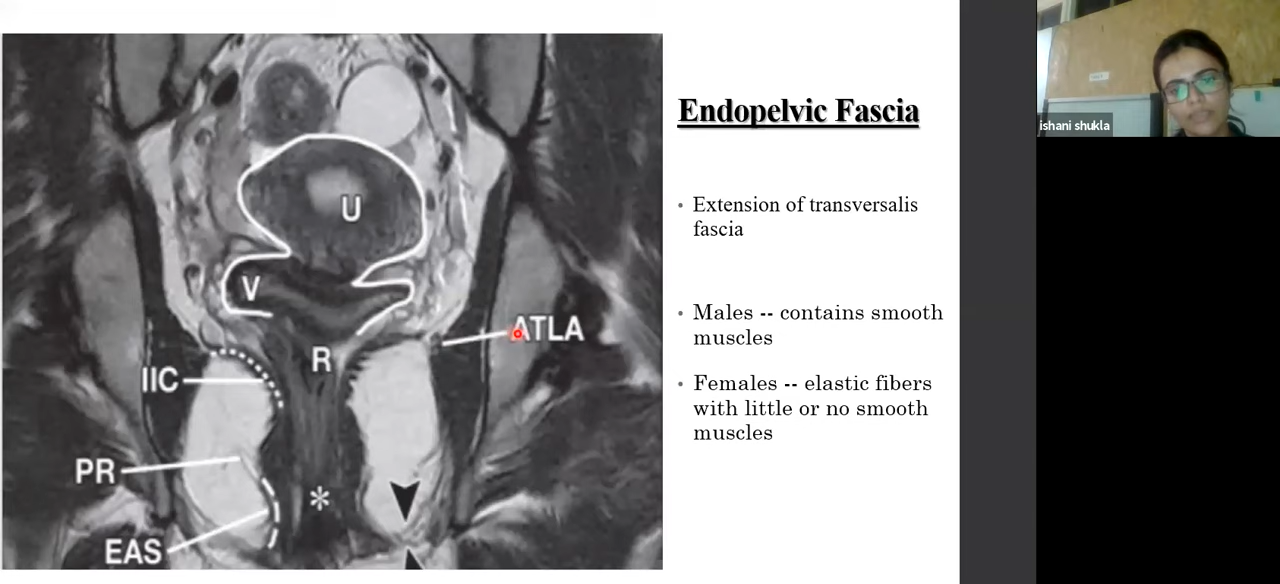 Endopelvic Fascia
Extension of transversalis
fascia
Males -- contains smooth
muscles
Females -- elastic fibers
with little or no smooth
muscles
U
V
ATLA
R
IIC
PR
*
EAS
ishani shukla